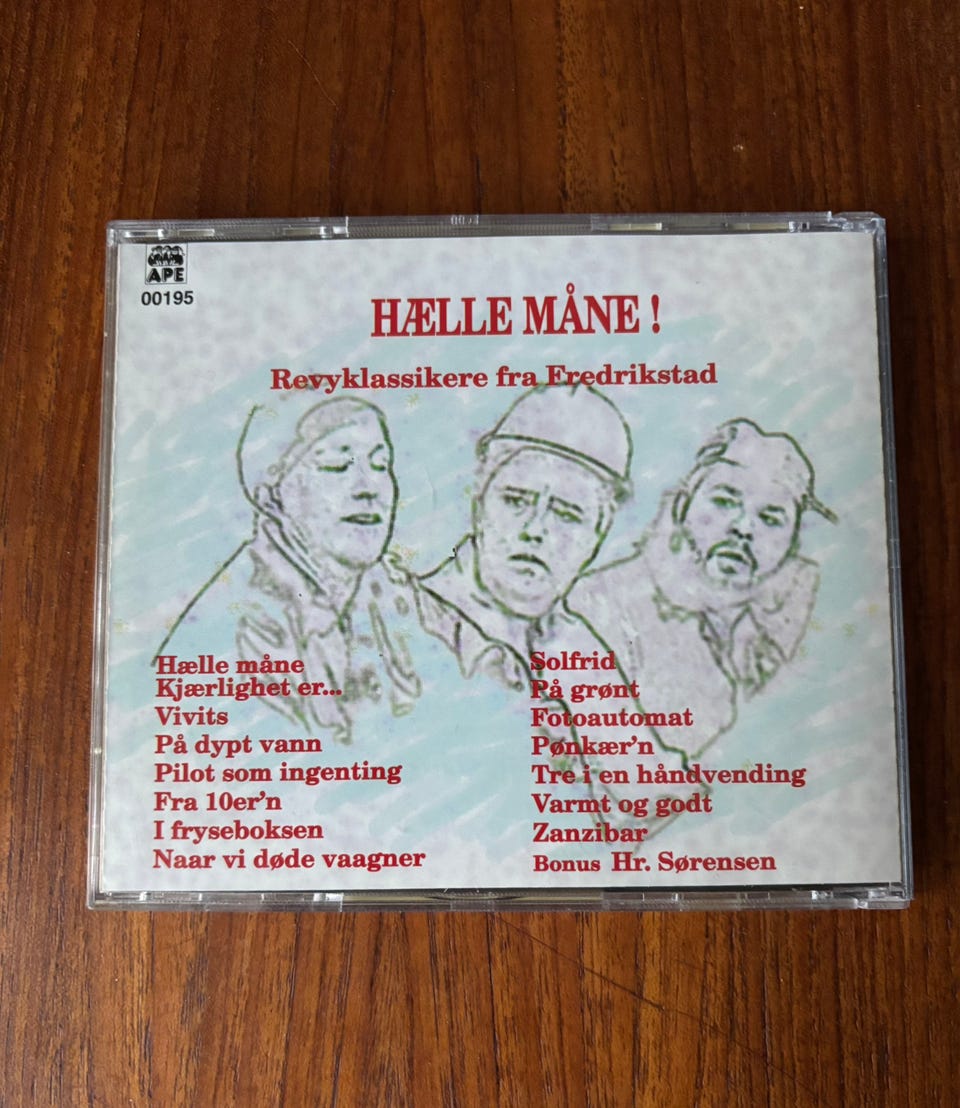 APE
00195
HÆLLE MÅNE !
Revyklassikere fra Fredrikstad
Hælle måne
Kjærlighet er...
Vivits
På dypt vann
Pilot som ingenting
Fra 10er'n
I fryseboksen
Naar vi døde vaagner
Solfrid
På grønt
Fotoautomat
Pønkær'n
Tre i en håndvending
Varmt og godt
Zanzibar
Bonus Hr. Sørensen